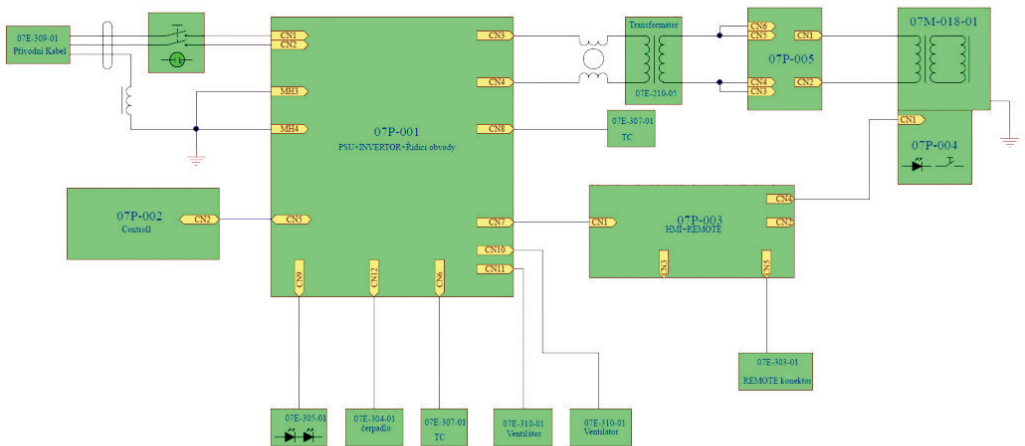 07E-309-01
Přívodní Kabel
CN1
CN2
MH3
MH4
CN3
CN4
CN8
07P-001
PSU+INVERTOR+Řídící obvody
CN5
CN7
CN10
CN11
CN9
CN12
CN6
07P-002
Controll
CN2
Transformátor
07E-210-05
07E-307-01
TC
CN6
CN5
CN1
07P-005
CN4
CN3
CN2
07M-018-01
CN1
07P-004
CN1
07P-003
HMI+REMOTE
CN4
CN2
CN3
CN5
07E-303-01
REMOTE konektor
07E-305-01
07E-304-01
čerpadlo
07E-307-01
TC
07E-310-01
Ventilátor
07E-310-01
Ventilátor